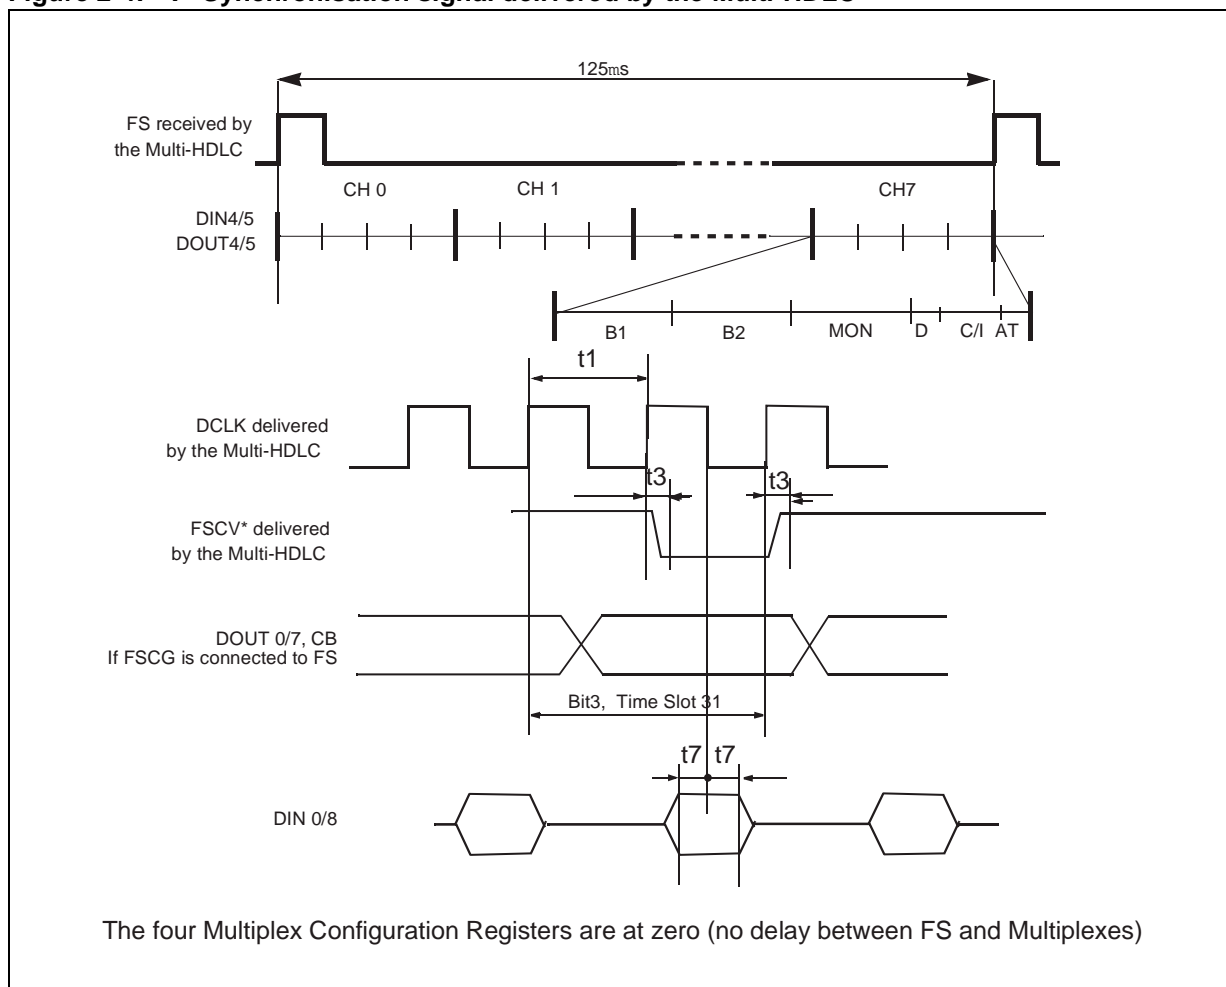 125ms
FS received by
the Multi-HDLC
CH 0
CH 1
CH7
DIN4/5
DOUT4/5
B1
B2
MON
D
C/I
AT
t1
DCLK delivered
by the Multi-HDLC
t3
t3
FSCV* delivered
by the Multi-HDLC
DOUT 0/7, CB
If FSCG is connected to FS
Bit3, Time Slot 31
t7
t7
DIN 0/8
The four Multiplex Configuration Registers are at zero (no delay between FS and Multiplexes)